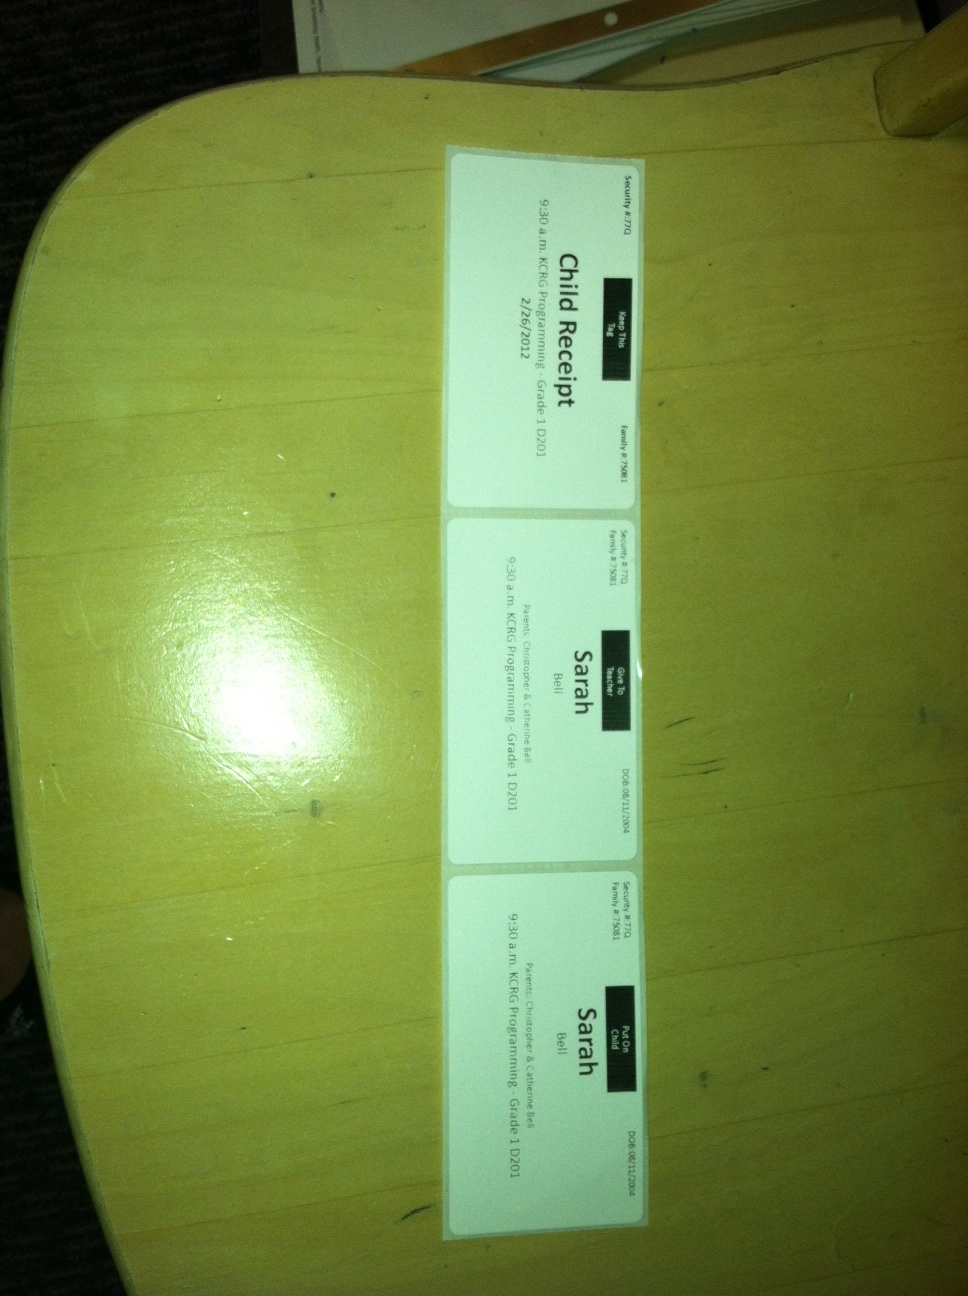 Security #:77Q
Keep This
Tag
Family #:75081
Child Receipt
9:30 a.m. KCRG Programming - Grade 1 D201
2/26/2012
Security #:77Q
Family #:75081
Give To
Teacher
DOB:08/11/2004
Sarah
Bell
Parents: Christopher & Catherine Bell
9:30 a.m. KCRG Programming - Grade 1 D201
Security #:77Q
Family #:75081
Put On
Child
DOB:08/11/2004
Sarah
Bell
Parents: Christopher & Catherine Bell
9:30 a.m. KCRG Programming - Grade 1 D201